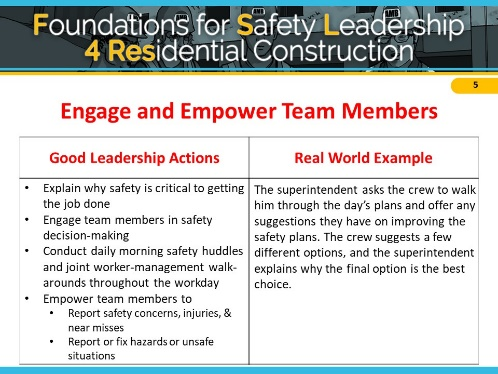 Foundations for Safety Leadership
4 Residential Construction
5
Engage and Empower Team Members
Good Leadership Actions
• Explain why safety is critical to getting
the job done
• Engage team members in safety
decision-making
• Conduct daily morning safety huddles
and joint worker-management walk-
arounds throughout the workday
• Empower team members to
• Report safety concerns, injuries, &
near misses
• Report or fix hazards or unsafe
situations
Real World Example
The superintendent asks the crew to walk
him through the day's plans and offer any
suggestions they have on improving the
safety plans. The crew suggests a few
different options, and the superintendent
explains why the final option is the best
choice.